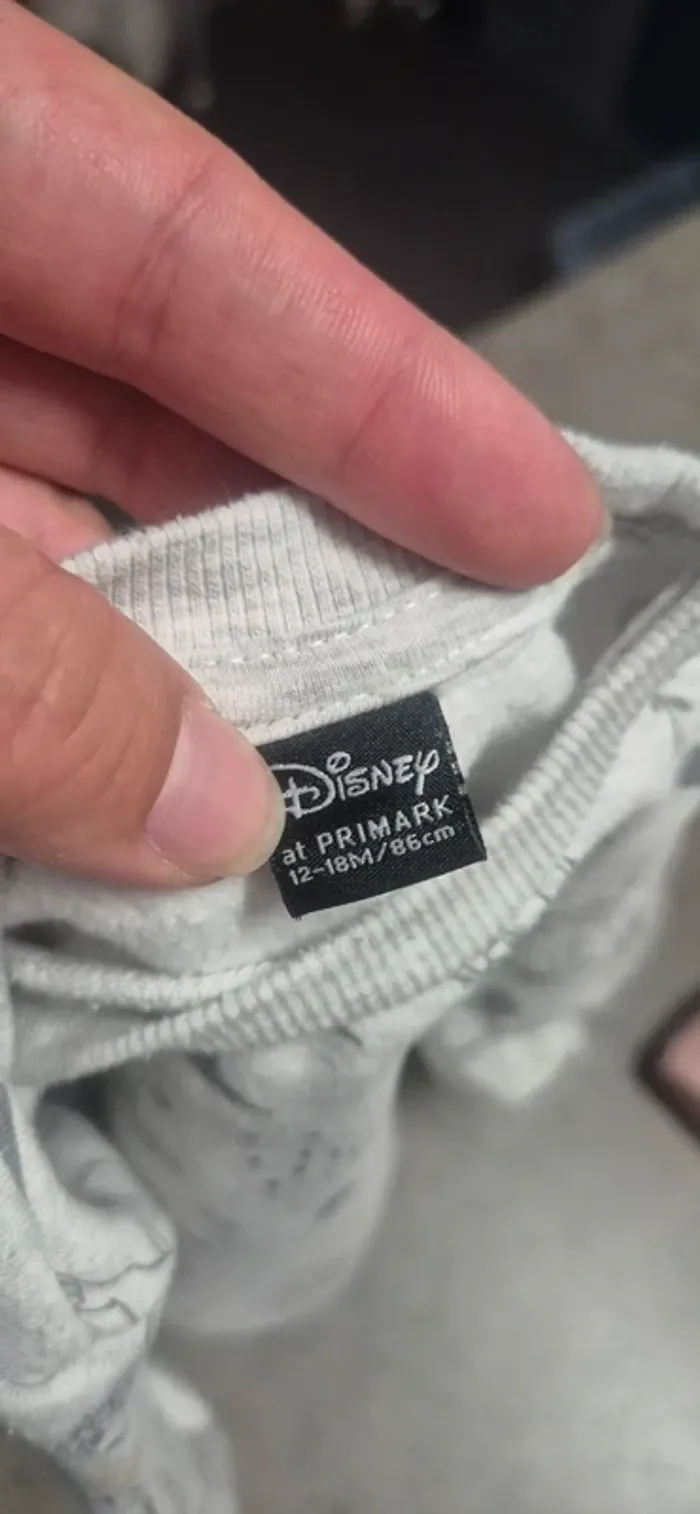 Disney
at PRIMARK
12-18M/86cm